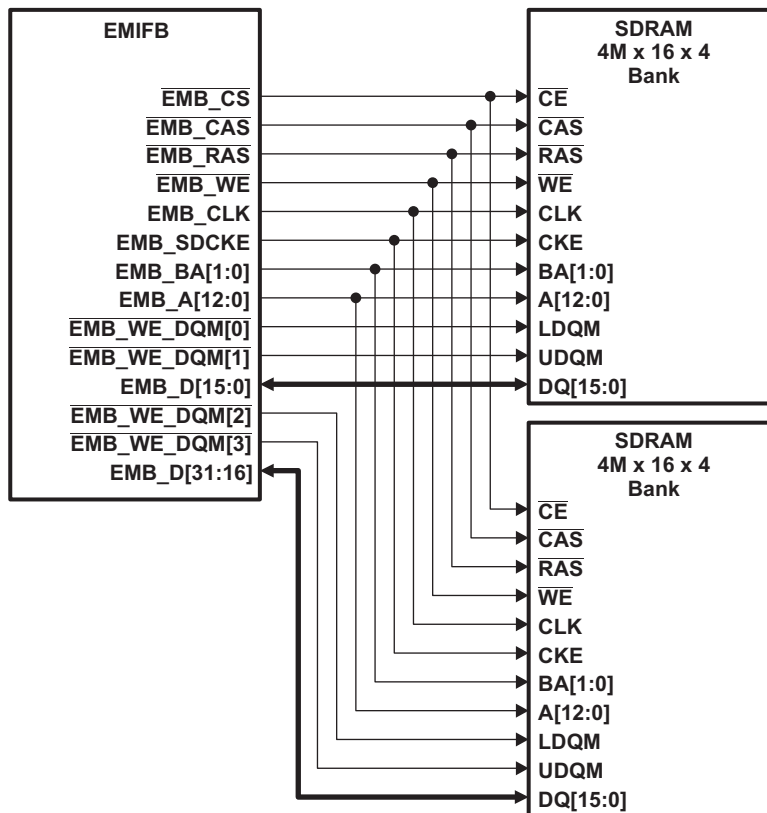 EMIFB
EMB_CS
EMB_CAS
EMB_RAS
EMB_WE
EMB_CLK
EMB_SDCKE
EMB_BA[1:0]
EMB_A[12:0]
EMB_WE_DQM[0]
EMB_WE_DQM[1]
EMB_D[15:0]
EMB_WE_DQM[2]
EMB_WE_DQM[3]
EMB_D[31:16]
SDRAM
4M x 16 x 4
Bank
CE
CAS
RAS
WE
CLK
CKE
BA[1:0]
A[12:0]
LDQM
UDQM
DQ[15:0]
SDRAM
4M x 16 x 4
Bank
CE
CAS
RAS
WE
CLK
CKE
BA[1:0]
A[12:0]
LDQM
UDQM
DQ[15:0]